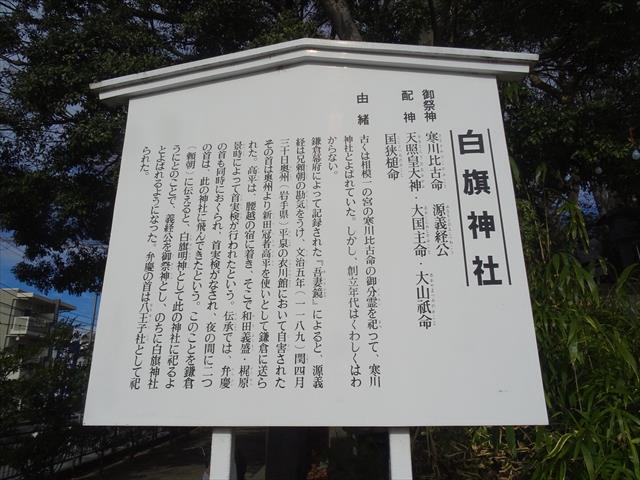 白旗神社
御祭神　寒川比古命　源義経公
配　神　天照皇大神・大国主命　大山祇命
国狭槌命
由　緒
古くは相模一の宮の寒川比古命の御分霊を祀って、寒川
神社とよばれていた。しかし、創立年代はくわしくはわ
からない。
鎌倉幕府によって記録された『吾妻鏡』によると、源義
経は兄頼朝の勘気をうけ、文治五年（一一八九）閏四月
三十日奥州（岩手県）平泉の衣川館において自害された
その首は奥州より新田冠者高平を使いとして鎌倉に送ら
れた。高平は、腰越の宿に着き、そこで和田義盛・梶原
景時によって首実検が行われたという。伝承では、弁慶
の首も同時におくられ、首実検がなされ、夜の間に二つ
の首は、此の神社に飛んできたという。このことを鎌倉
（頼朝）に伝えると、白旗明神として此の神社に祀るよ
うにとのことで、義経公を御祭神とし、のちに白旗神社
とよばれるようになった。弁慶の首は八王子社として祀
られた。